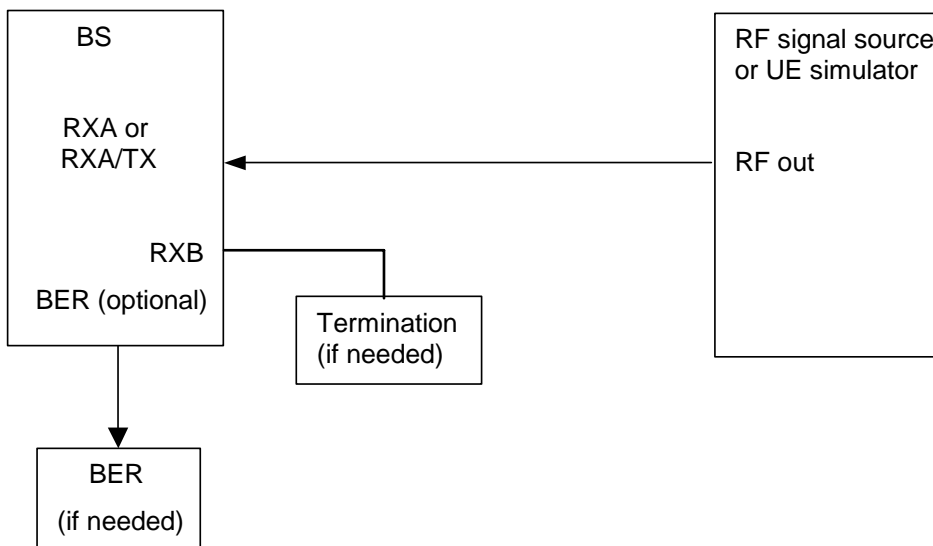 BS
RXA or
RXA/TX
RXB
BER (optional)
Termination
(if needed)
BER
(if needed)
RF signal source
or UE simulator
RF out